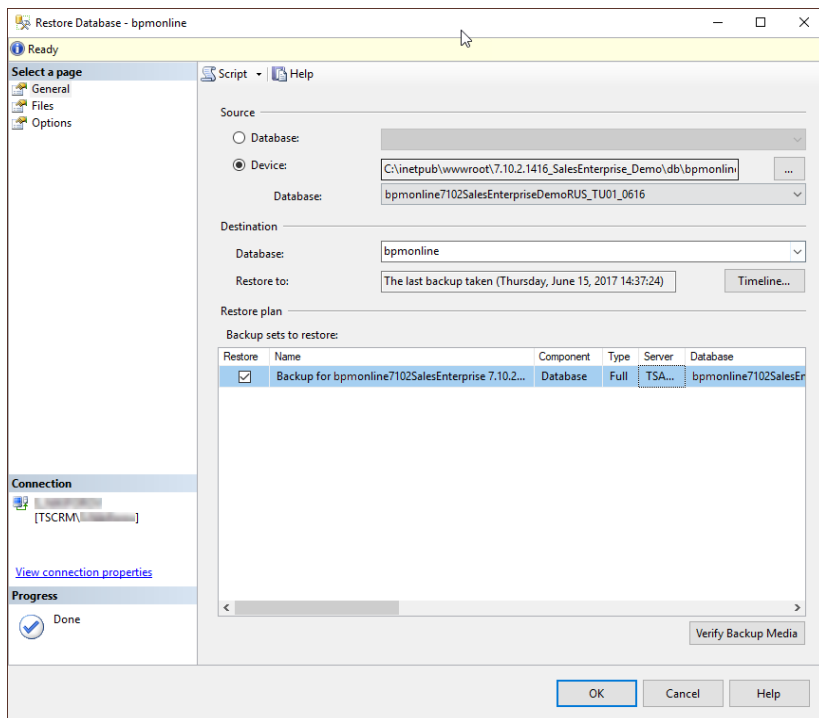 Restore Database - bpmonline
Ready
Select a page
General
Files
Options
Script
Help
Source
Database:
Device:
C:\inetpub\wwwroot\7.10.2.1416_SalesEnterprise_Demo\db\bpmonlin
...
Database:
bpmonline7102SalesEnterpriseDemoRUS_TU01_0616
Destination
Database:
bpmonline
Restore to:
The last backup taken (Thursday, June 15, 2017 14:37:24)
Timeline...
Restore plan
Backup sets to restore:
Restore Name Component Type Server Database
Backup for bpmonline7102SalesEnterprise 7.10.2... Database Full TSA... bpmonline7102SalesEr
Connection
[TSCRM\ ]
View connection properties
Progress
Done
Verify Backup Media
OK
Cancel
Help